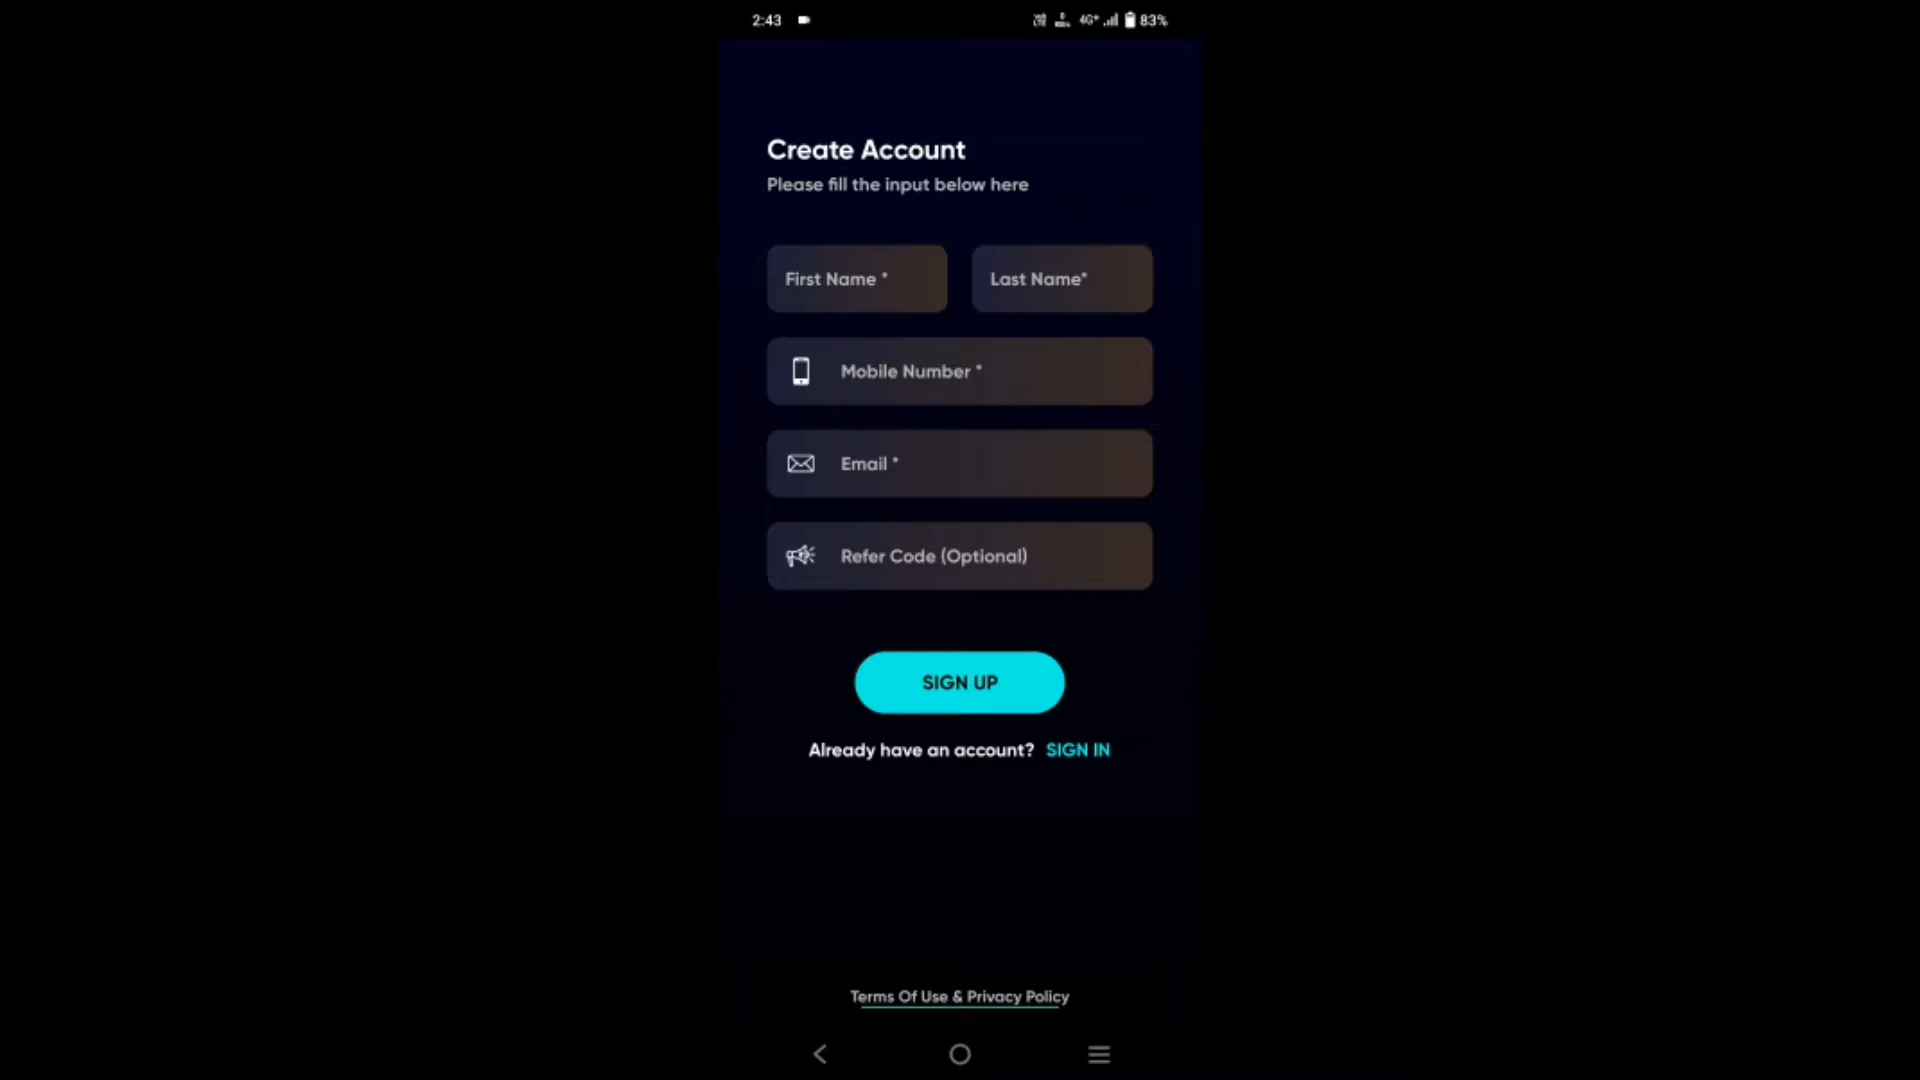 2:43 4G+ 83%
Create Account
Please fill the input below here
First Name * Last Name*
Mobile Number *
Email *
Refer Code (Optional)
SIGN UP
Already have an account? SIGN IN
Terms Of Use & Privacy Policy